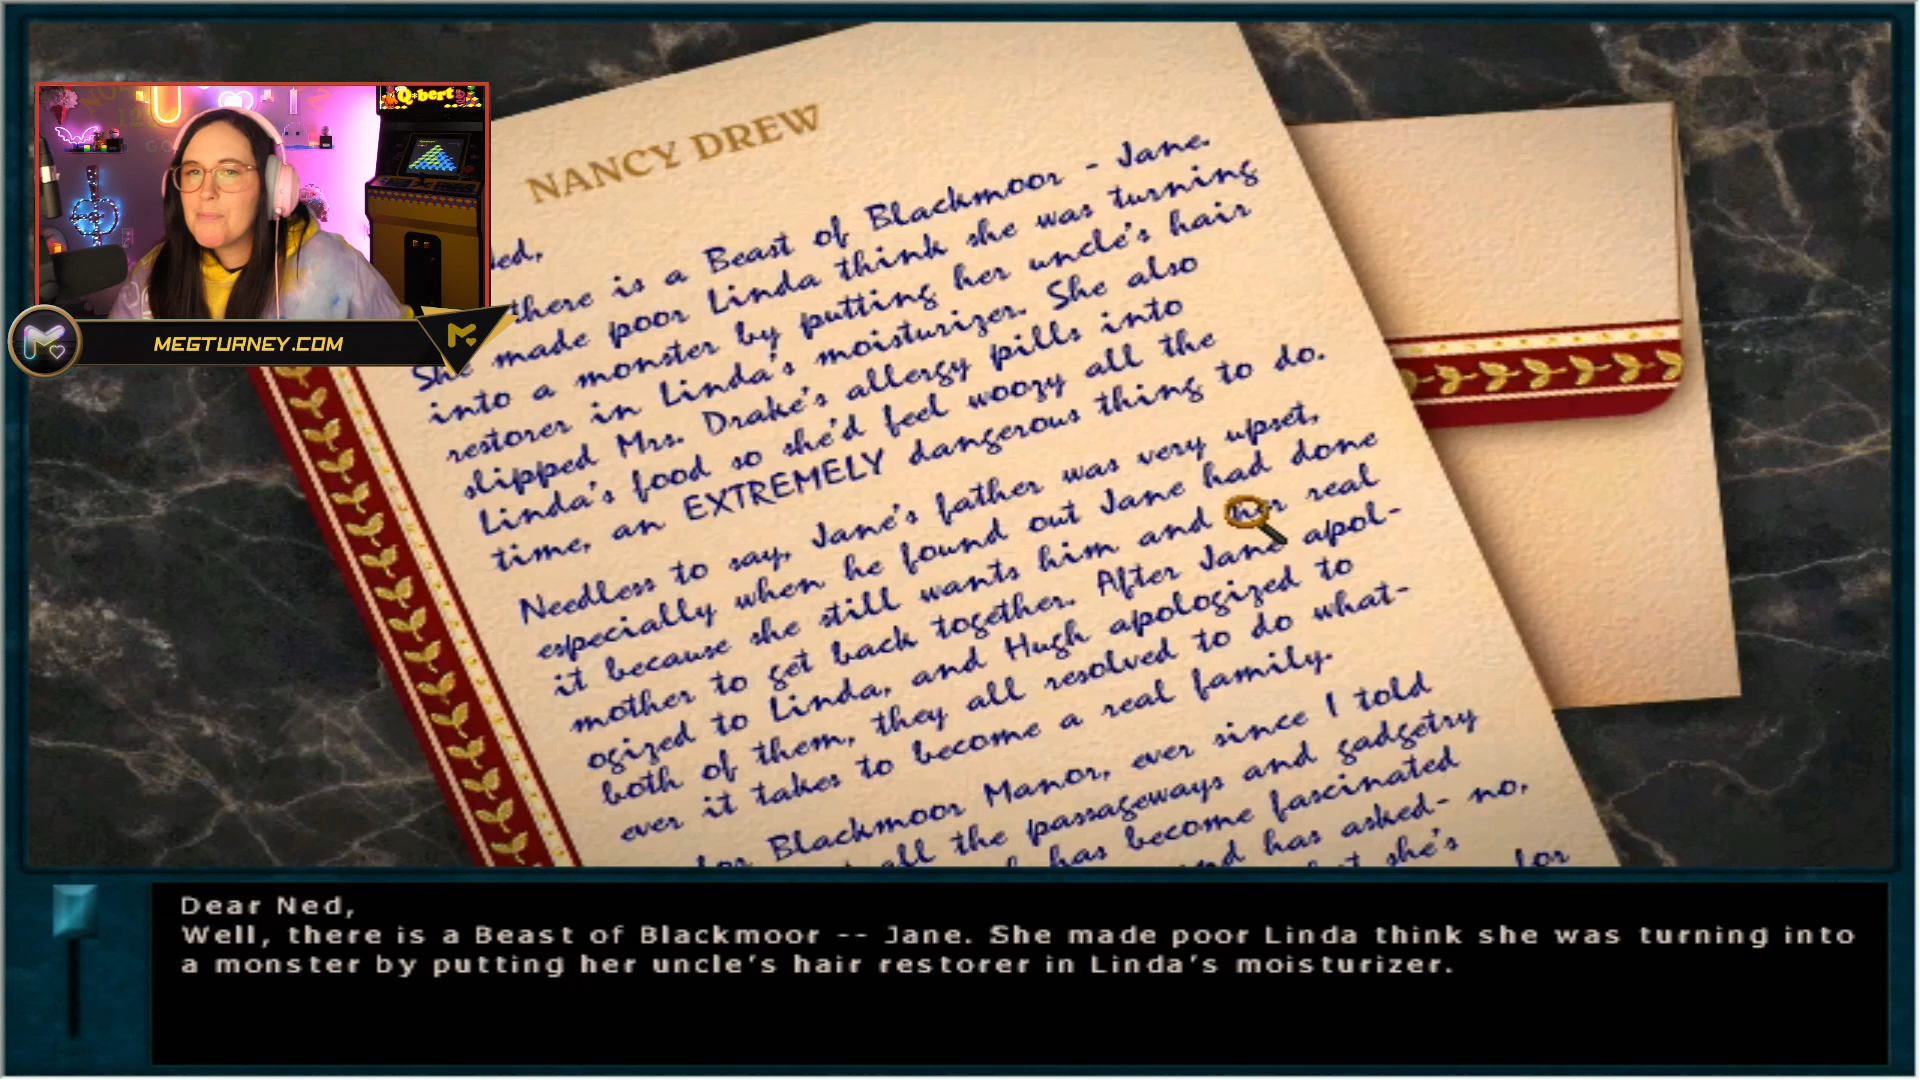 Q*bert
MEGTURNEY.COM
NANCY DREW
ed,
there is a Beast of Blackmoor - Jane.
She made poor Linda think she was turning
into a monster by putting her uncle's hair
restorer in Linda's moisturizer. She also
slipped Mrs. Drake's allergy pills into
Linda's food so she'd feel woozy all the
time, an EXTREMELY dangerous thing to do.
Needless to say, Jane's father was very upset,
especially when he found out Jane had done
it because she still wants him and her real
mother to get back together. After Jane apol-
ogized to Linda, and Hugh apologized to
both of them, they all resolved to do what-
ever it takes to become a real family.
for Blackmoor Manor, ever since I told
all the passageways and gadgetry
has become fascinated
and has asked- no,
she's
for
Dear Ned,
Well, there is a Beast of Blackmoor -- Jane. She made poor Linda think she was turning into
a monster by putting her uncle's hair restorer in Linda's moisturizer.